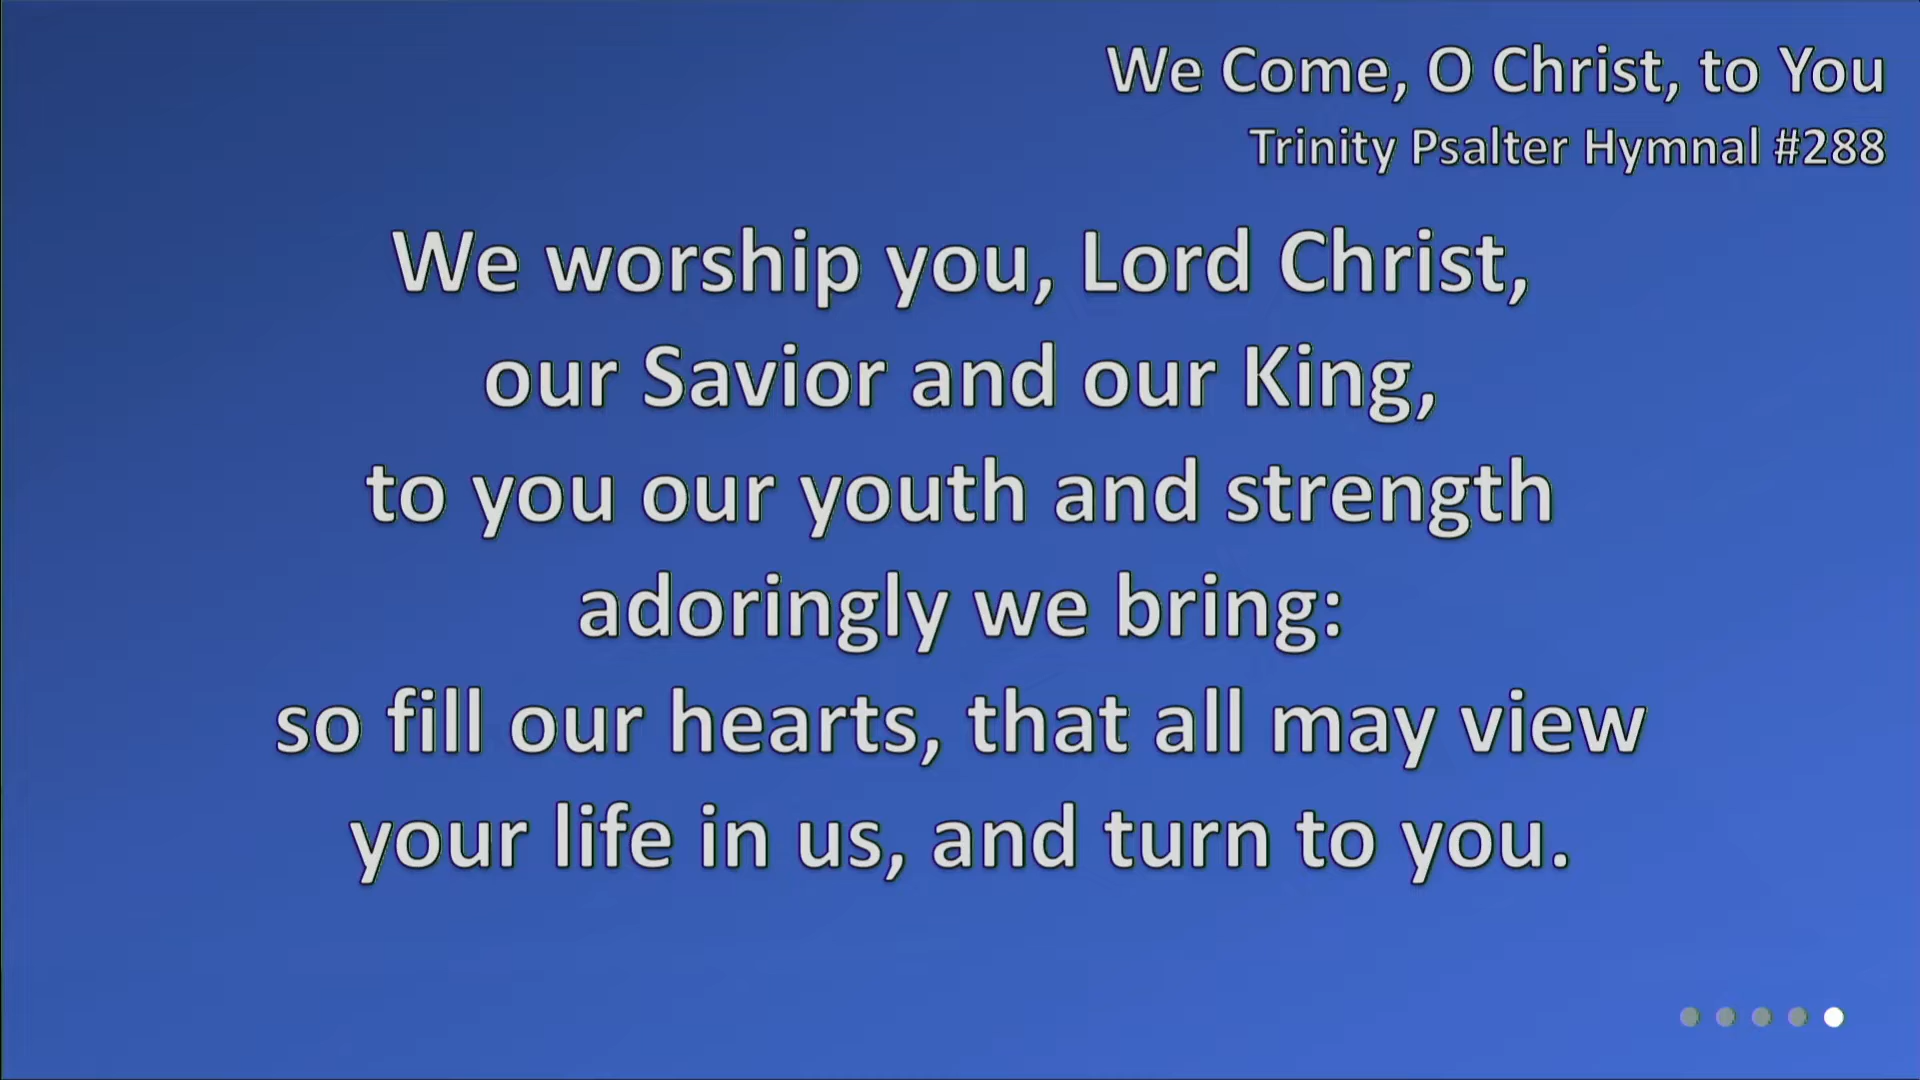 We Come, O Christ, to You
Trinity Psalter Hymnal #288
We worship you, Lord Christ,
our Savior and our King,
to you our youth and strength
adoringly we bring:
so fill our hearts, that all may view
your life in us, and turn to you.